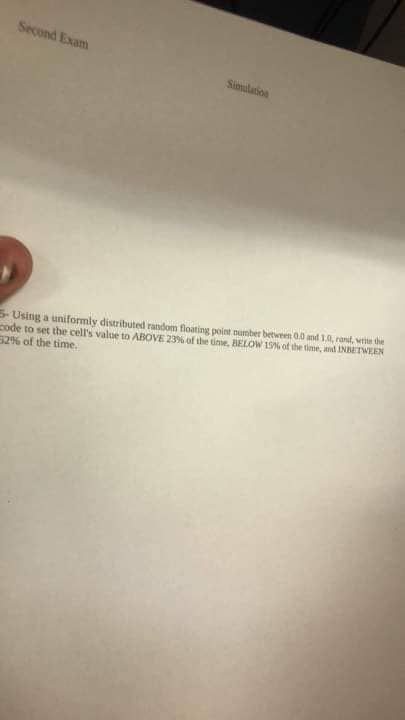 Second Exam
Simulation
5- Using a uniformly distributed random floating point number between 0.0 and 1.0, rand, write the
code to set the cell's value to ABOVE 23% of the time, BELOW 15% of the time, and INBETWEEN
62% of the time.